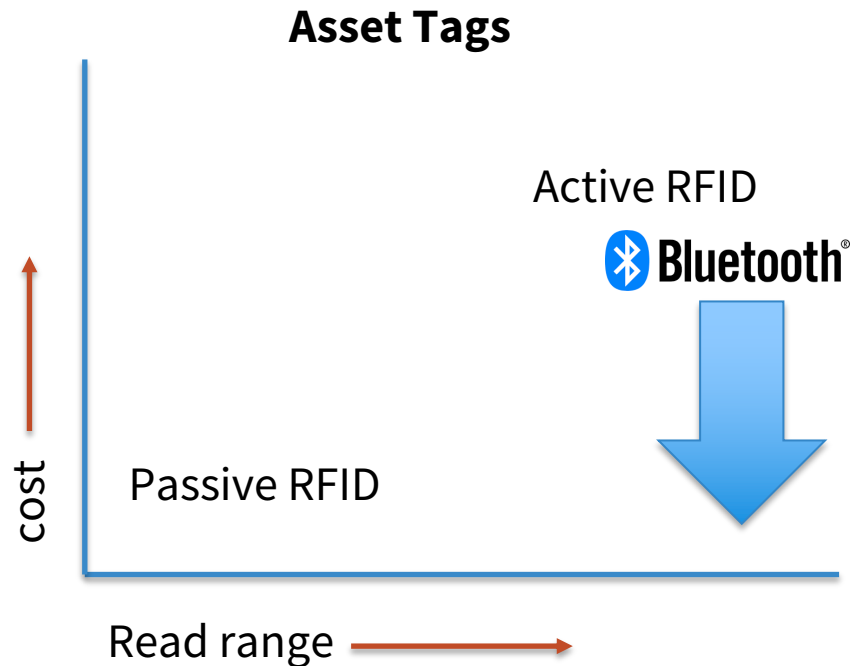 Asset Tags
Active RFID
Bluetooth®
cost
Passive RFID
Read range